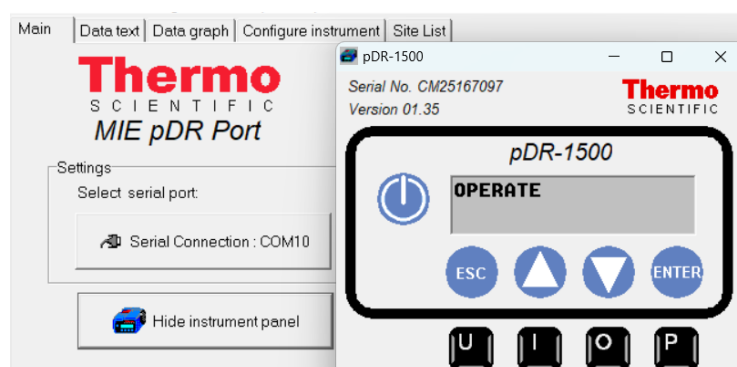 Main
Data text
Data graph
Configure instrument
Site List
Thermo
SCIENTIFIC
MIE pDR Port
Settings
Select serial port:
Serial Connection : COM10
Hide instrument panel
pDR-1500
Serial No. CM25167097
Version 01.35
Thermo
SCIENTIFIC
pDR-1500
OPERATE
ESC
ENTER
U
I
O
P